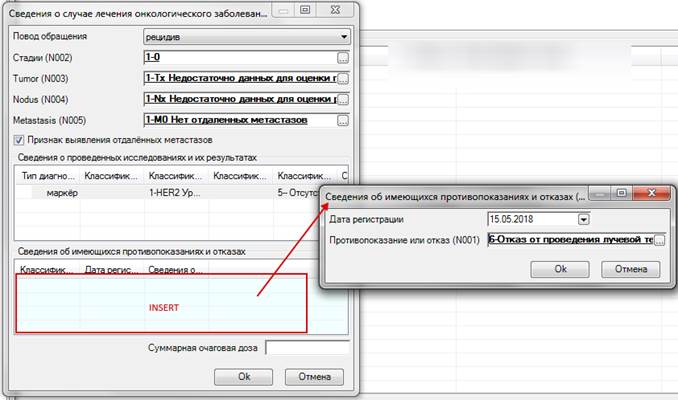 Сведения о случае лечения онкологического заболеван...
Повод обращения
рецидив
Стадии (N002)
1-0
Tumor (N003)
1-Tx Недостаточно данных для оценки г
Nodus (N004)
1-Nx Недостаточно данных для оценки р
Metastasis (N005)
1-M0 Нет отдаленных метастазов
Признак выявления отдалённых метастазов
Сведения о проведенных исследованиях и их результатах
Тип диагно... Классифик... Классифик... Классифик... Классифик... С
маркёр 1-HER2 Ур... 5– Отсутс
Сведения об имеющихся противопоказаниях и отказах
Классифик... Дата регис... Сведения о...
INSERT
Суммарная очаговая доза
Ok Отмена
Сведения об имеющихся противопоказаниях и отказах (...
Дата регистрации
15.05.2018
Противопоказание или отказ (N001)
6-Отказ от проведения лучевой те
Ok Отмена